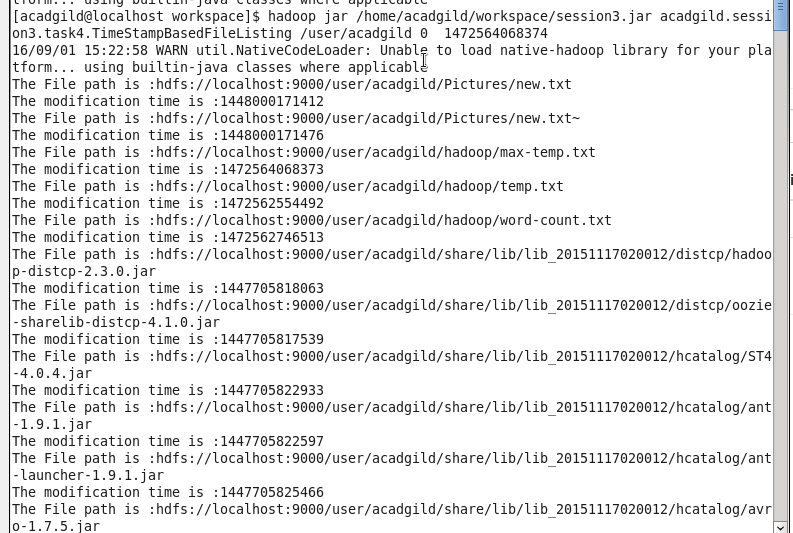 tform... using builtin-java classes where applicable
[acadgild@localhost workspace]$ hadoop jar /home/acadgild/workspace/session3.jar acadgild.sessi
on3.task4.TimeStampBasedFileListing /user/acadgild 0  1472564068374
16/09/01 15:22:58 WARN util.NativeCodeLoader: Unable to load native-hadoop library for your pla
tform... using builtin-java classes where applicable
The File path is :hdfs://localhost:9000/user/acadgild/Pictures/new.txt
The modification time is :1448000171412
The File path is :hdfs://localhost:9000/user/acadgild/Pictures/new.txt~
The modification time is :1448000171476
The File path is :hdfs://localhost:9000/user/acadgild/hadoop/max-temp.txt
The modification time is :1472564068373
The File path is :hdfs://localhost:9000/user/acadgild/hadoop/temp.txt
The modification time is :1472562554492
The File path is :hdfs://localhost:9000/user/acadgild/hadoop/word-count.txt
The modification time is :1472562746513
The File path is :hdfs://localhost:9000/user/acadgild/share/lib/lib_20151117020012/distcp/hadoo
p-distcp-2.3.0.jar
The modification time is :1447705818063
The File path is :hdfs://localhost:9000/user/acadgild/share/lib/lib_20151117020012/distcp/oozie
-sharelib-distcp-4.1.0.jar
The modification time is :1447705817539
The File path is :hdfs://localhost:9000/user/acadgild/share/lib/lib_20151117020012/hcatalog/ST4
-4.0.4.jar
The modification time is :1447705822933
The File path is :hdfs://localhost:9000/user/acadgild/share/lib/lib_20151117020012/hcatalog/ant
-1.9.1.jar
The modification time is :1447705822597
The File path is :hdfs://localhost:9000/user/acadgild/share/lib/lib_20151117020012/hcatalog/ant
-launcher-1.9.1.jar
The modification time is :1447705825466
The File path is :hdfs://localhost:9000/user/acadgild/share/lib/lib_20151117020012/hcatalog/avr
o-1.7.5.jar